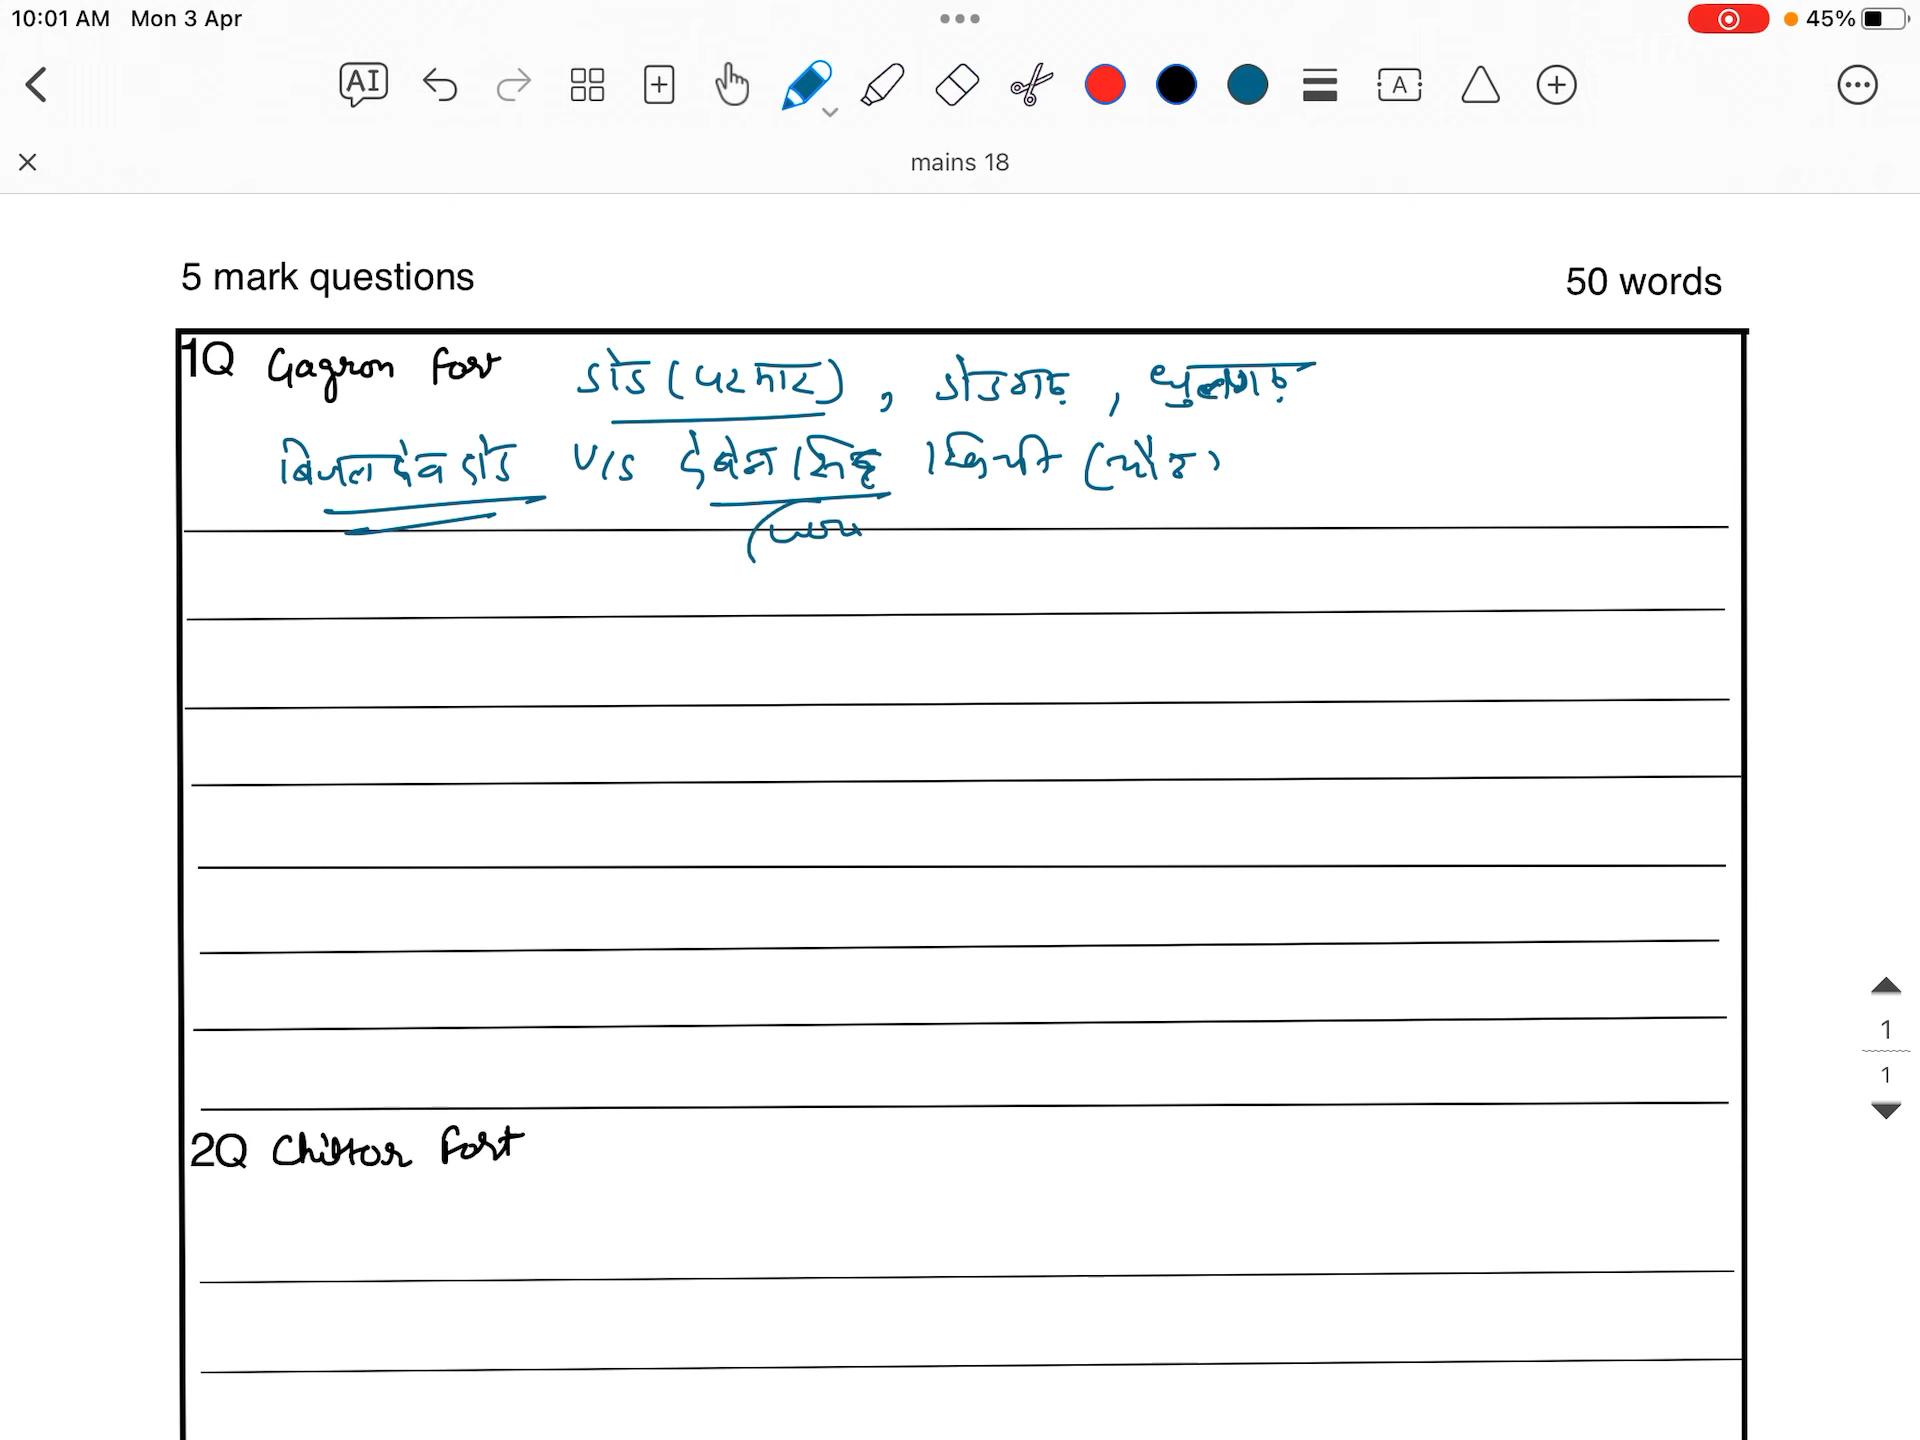 10:01 AM Mon 3 Apr
45%
AI
A
mains 18
5 mark questions
50 words
1Q Gagron Fort डोड (परमार), डोडगढ़, धुलरगढ़
बिजलदेव डोड V/S देवेन सिंह खिंची (चौह
1
1
2Q Chittor Fort